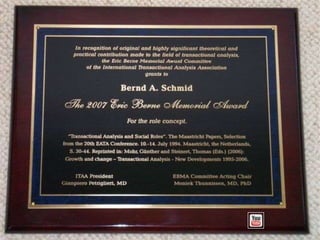 In recognition of original and highly significant theoretical and
practical contribution made to the field of transactional analysis,
the Eric Berne Memorial Award Committee
of the International Transactional Analysis Association
grants to
Bernd A. Schmid
The 2007 Eric Berne Memorial Award
For the role concept.
"Transactional Analysis and Social Roles". The Maastricht Papers, Selection
from the 20th EATA Conference. 10.-14. July 1994. Maastricht, the Netherlands,
S. 30-44. Reprinted in: Mohr, Günther and Steinert, Thomas (Eds.) (2006):
Growth and change - Transactional Analysis - New Developments 1995-2006.
ITAA President
EBMA Committee Acting Chair
Gianpiero Petriglieri, MD
Moniek Thunnissen, MD, PhD
You
Tube